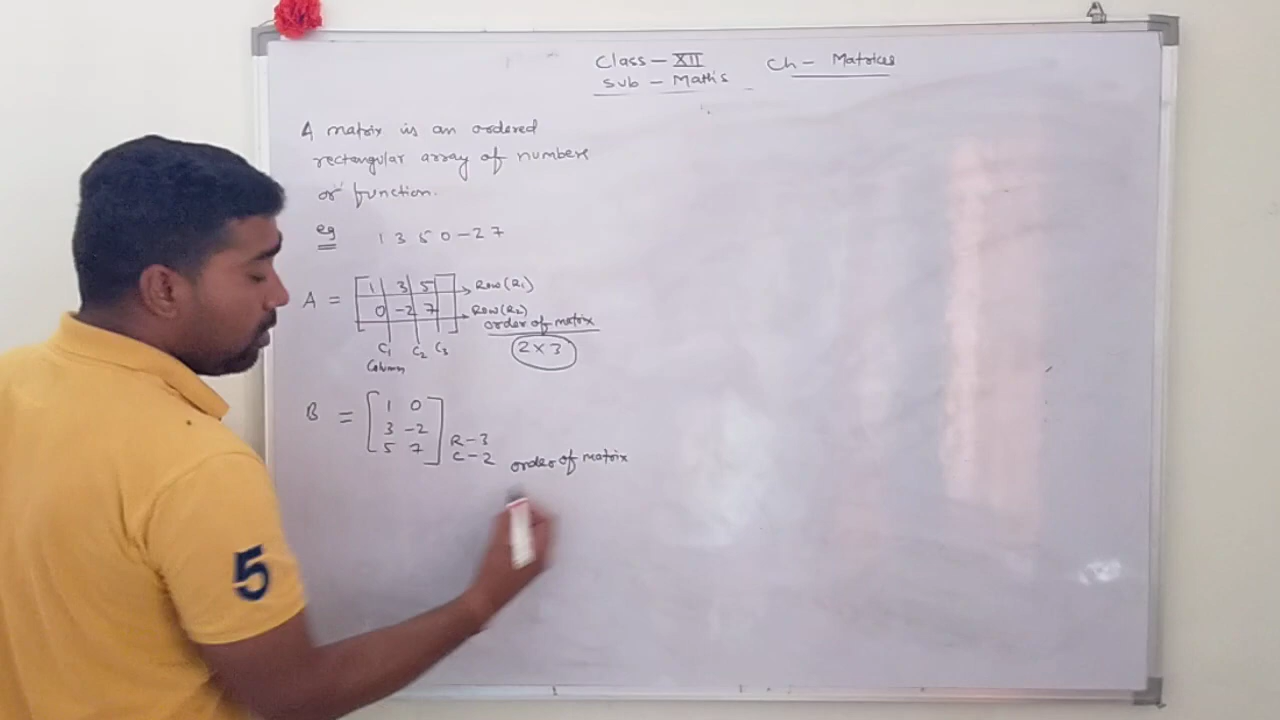 Class – XII
Ch – Matrices
Sub – Maths
A matrix is an ordered
rectangular array of numbers
or function.
eg 1 3 5 0 –2 7
A = [ 1 3 5 ] → Row (R1)
0 –2 7 → Row (R2)
order of matrix
C1 C2 C3
2 × 3
Column
B = [ 1 0
3 –2
5 7 ]
R – 3
C – 2
order of matrix
5